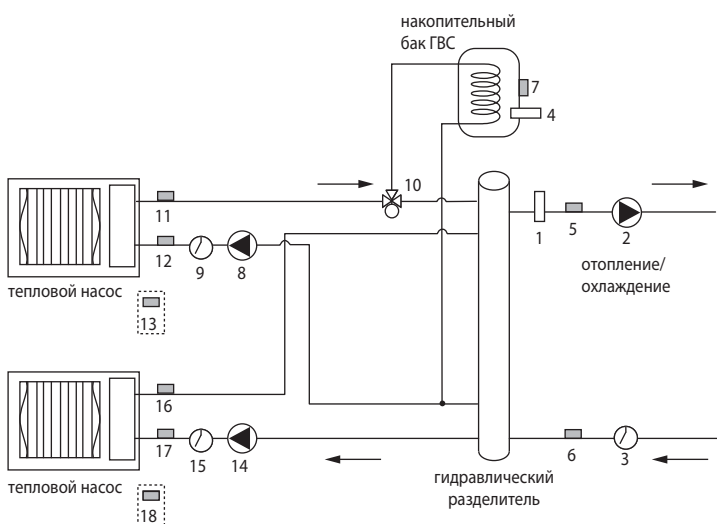 накопительный
бак ГВС
7
4
10
11
12
9
8
1
5
2
тепловой насос
отопление/
охлаждение
13
16
17
15
14
6
3
тепловой насос
гидравлический
разделитель
18